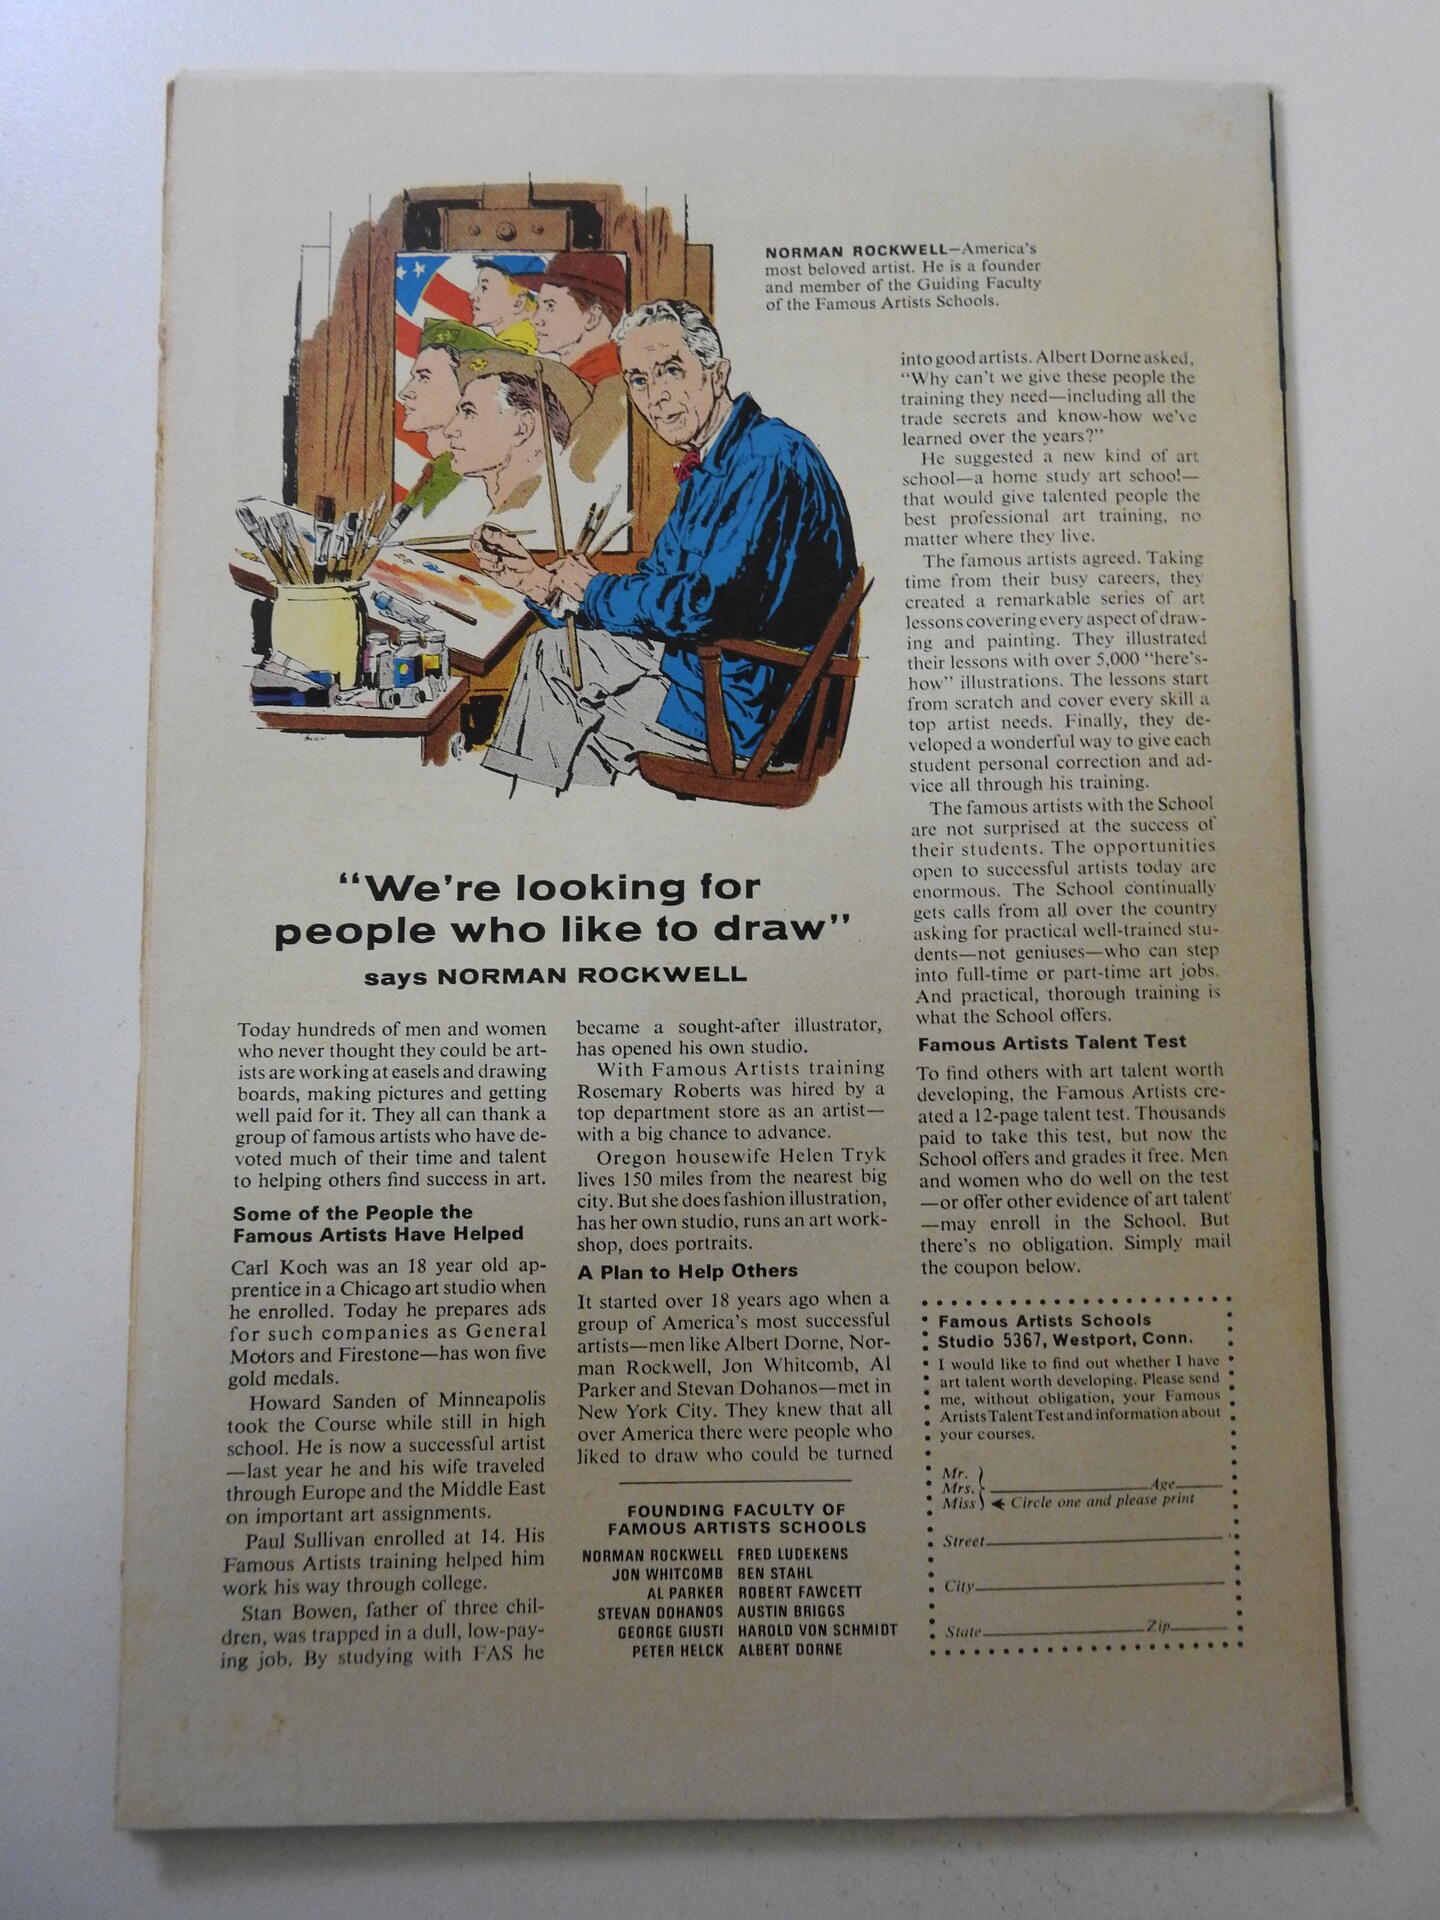 NORMAN ROCKWELL—America's
most beloved artist. He is a founder
and member of the Guiding Faculty
of the Famous Artists Schools.
“We're looking for
people who like to draw”
says NORMAN ROCKWELL
Today hundreds of men and women
who never thought they could be art-
ists are working at easels and drawing
boards, making pictures and getting
well paid for it. They all can thank a
group of famous artists who have de-
voted much of their time and talent
to helping others find success in art.
Some of the People the
Famous Artists Have Helped
Carl Koch was an 18 year old ap-
prentice in a Chicago art studio when
he enrolled. Today he prepares ads
for such companies as General
Motors and Firestone—has won five
gold medals.
Howard Sanden of Minneapolis
took the Course while still in high
school. He is now a successful artist
—last year he and his wife traveled
through Europe and the Middle East
on important art assignments.
Paul Sullivan enrolled at 14. His
Famous Artists training helped him
work his way through college.
Stan Bowen, father of three chil-
dren, was trapped in a dull, low-pay-
ing job. By studying with FAS he
became a sought-after illustrator,
has opened his own studio.
With Famous Artists training
Rosemary Roberts was hired by a
top department store as an artist—
with a big chance to advance.
Oregon housewife Helen Tryk
lives 150 miles from the nearest big
city. But she does fashion illustration,
has her own studio, runs an art work-
shop, does portraits.
A Plan to Help Others
It started over 18 years ago when a
group of America's most successful
artists—men like Albert Dorne, Nor-
man Rockwell, Jon Whitcomb, Al
Parker and Stevan Dohanos—met in
New York City. They knew that all
over America there were people who
liked to draw who could be turned
FOUNDING FACULTY OF
FAMOUS ARTISTS SCHOOLS
NORMAN ROCKWELL FRED LUDEKENS
JON WHITCOMB BEN STAHL
AL PARKER ROBERT FAWCETT
STEVAN DOHANOS AUSTIN BRIGGS
GEORGE GIUSTI HAROLD VON SCHMIDT
PETER HELCK ALBERT DORNE
into good artists. Albert Dorne asked,
“Why can't we give these people the
training they need—including all the
trade secrets and know-how we've
learned over the years?”
He suggested a new kind of art
school—a home study art school—
that would give talented people the
best professional art training, no
matter where they live.
The famous artists agreed. Taking
time from their busy careers, they
created a remarkable series of art
lessons covering every aspect of draw-
ing and painting. They illustrated
their lessons with over 5,000 “here's-
how” illustrations. The lessons start
from scratch and cover every skill a
top artist needs. Finally, they de-
veloped a wonderful way to give each
student personal correction and ad-
vice all through his training.
The famous artists with the School
are not surprised at the success of
their students. The opportunities
open to successful artists today are
enormous. The School continually
gets calls from all over the country
asking for practical well-trained stu-
dents—not geniuses—who can step
into full-time or part-time art jobs.
And practical, thorough training is
what the School offers.
Famous Artists Talent Test
To find others with art talent worth
developing, the Famous Artists cre-
ated a 12-page talent test. Thousands
paid to take this test, but now the
School offers and grades it free. Men
and women who do well on the test
—or offer other evidence of art talent
—may enroll in the School. But
there's no obligation. Simply mail
the coupon below.
Famous Artists Schools
Studio 5367, Westport, Conn.
I would like to find out whether I have
art talent worth developing. Please send
me, without obligation, your Famous
Artists Talent Test and information about
your courses.
Mr.
Mrs. Age
Miss Circle one and please print
Street
City
State Zip